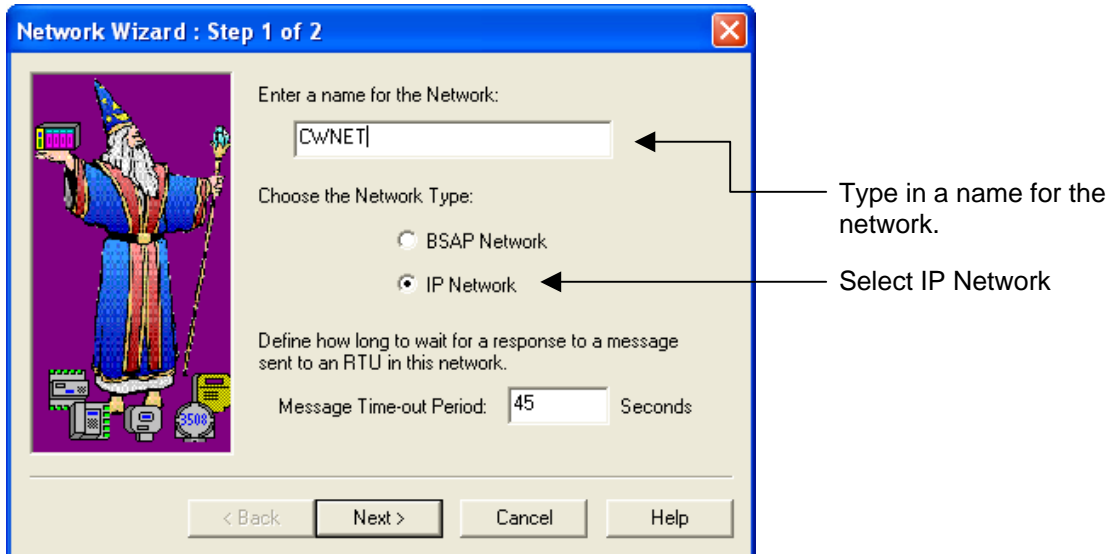 Network Wizard : Step 1 of 2
Enter a name for the Network:
CWNET
Type in a name for the
network.
Choose the Network Type:
BSAP Network
IP Network
Select IP Network
Define how long to wait for a response to a message
sent to an RTU in this network.
Message Time-out Period: 45 Seconds
3508
< Back Next > Cancel Help